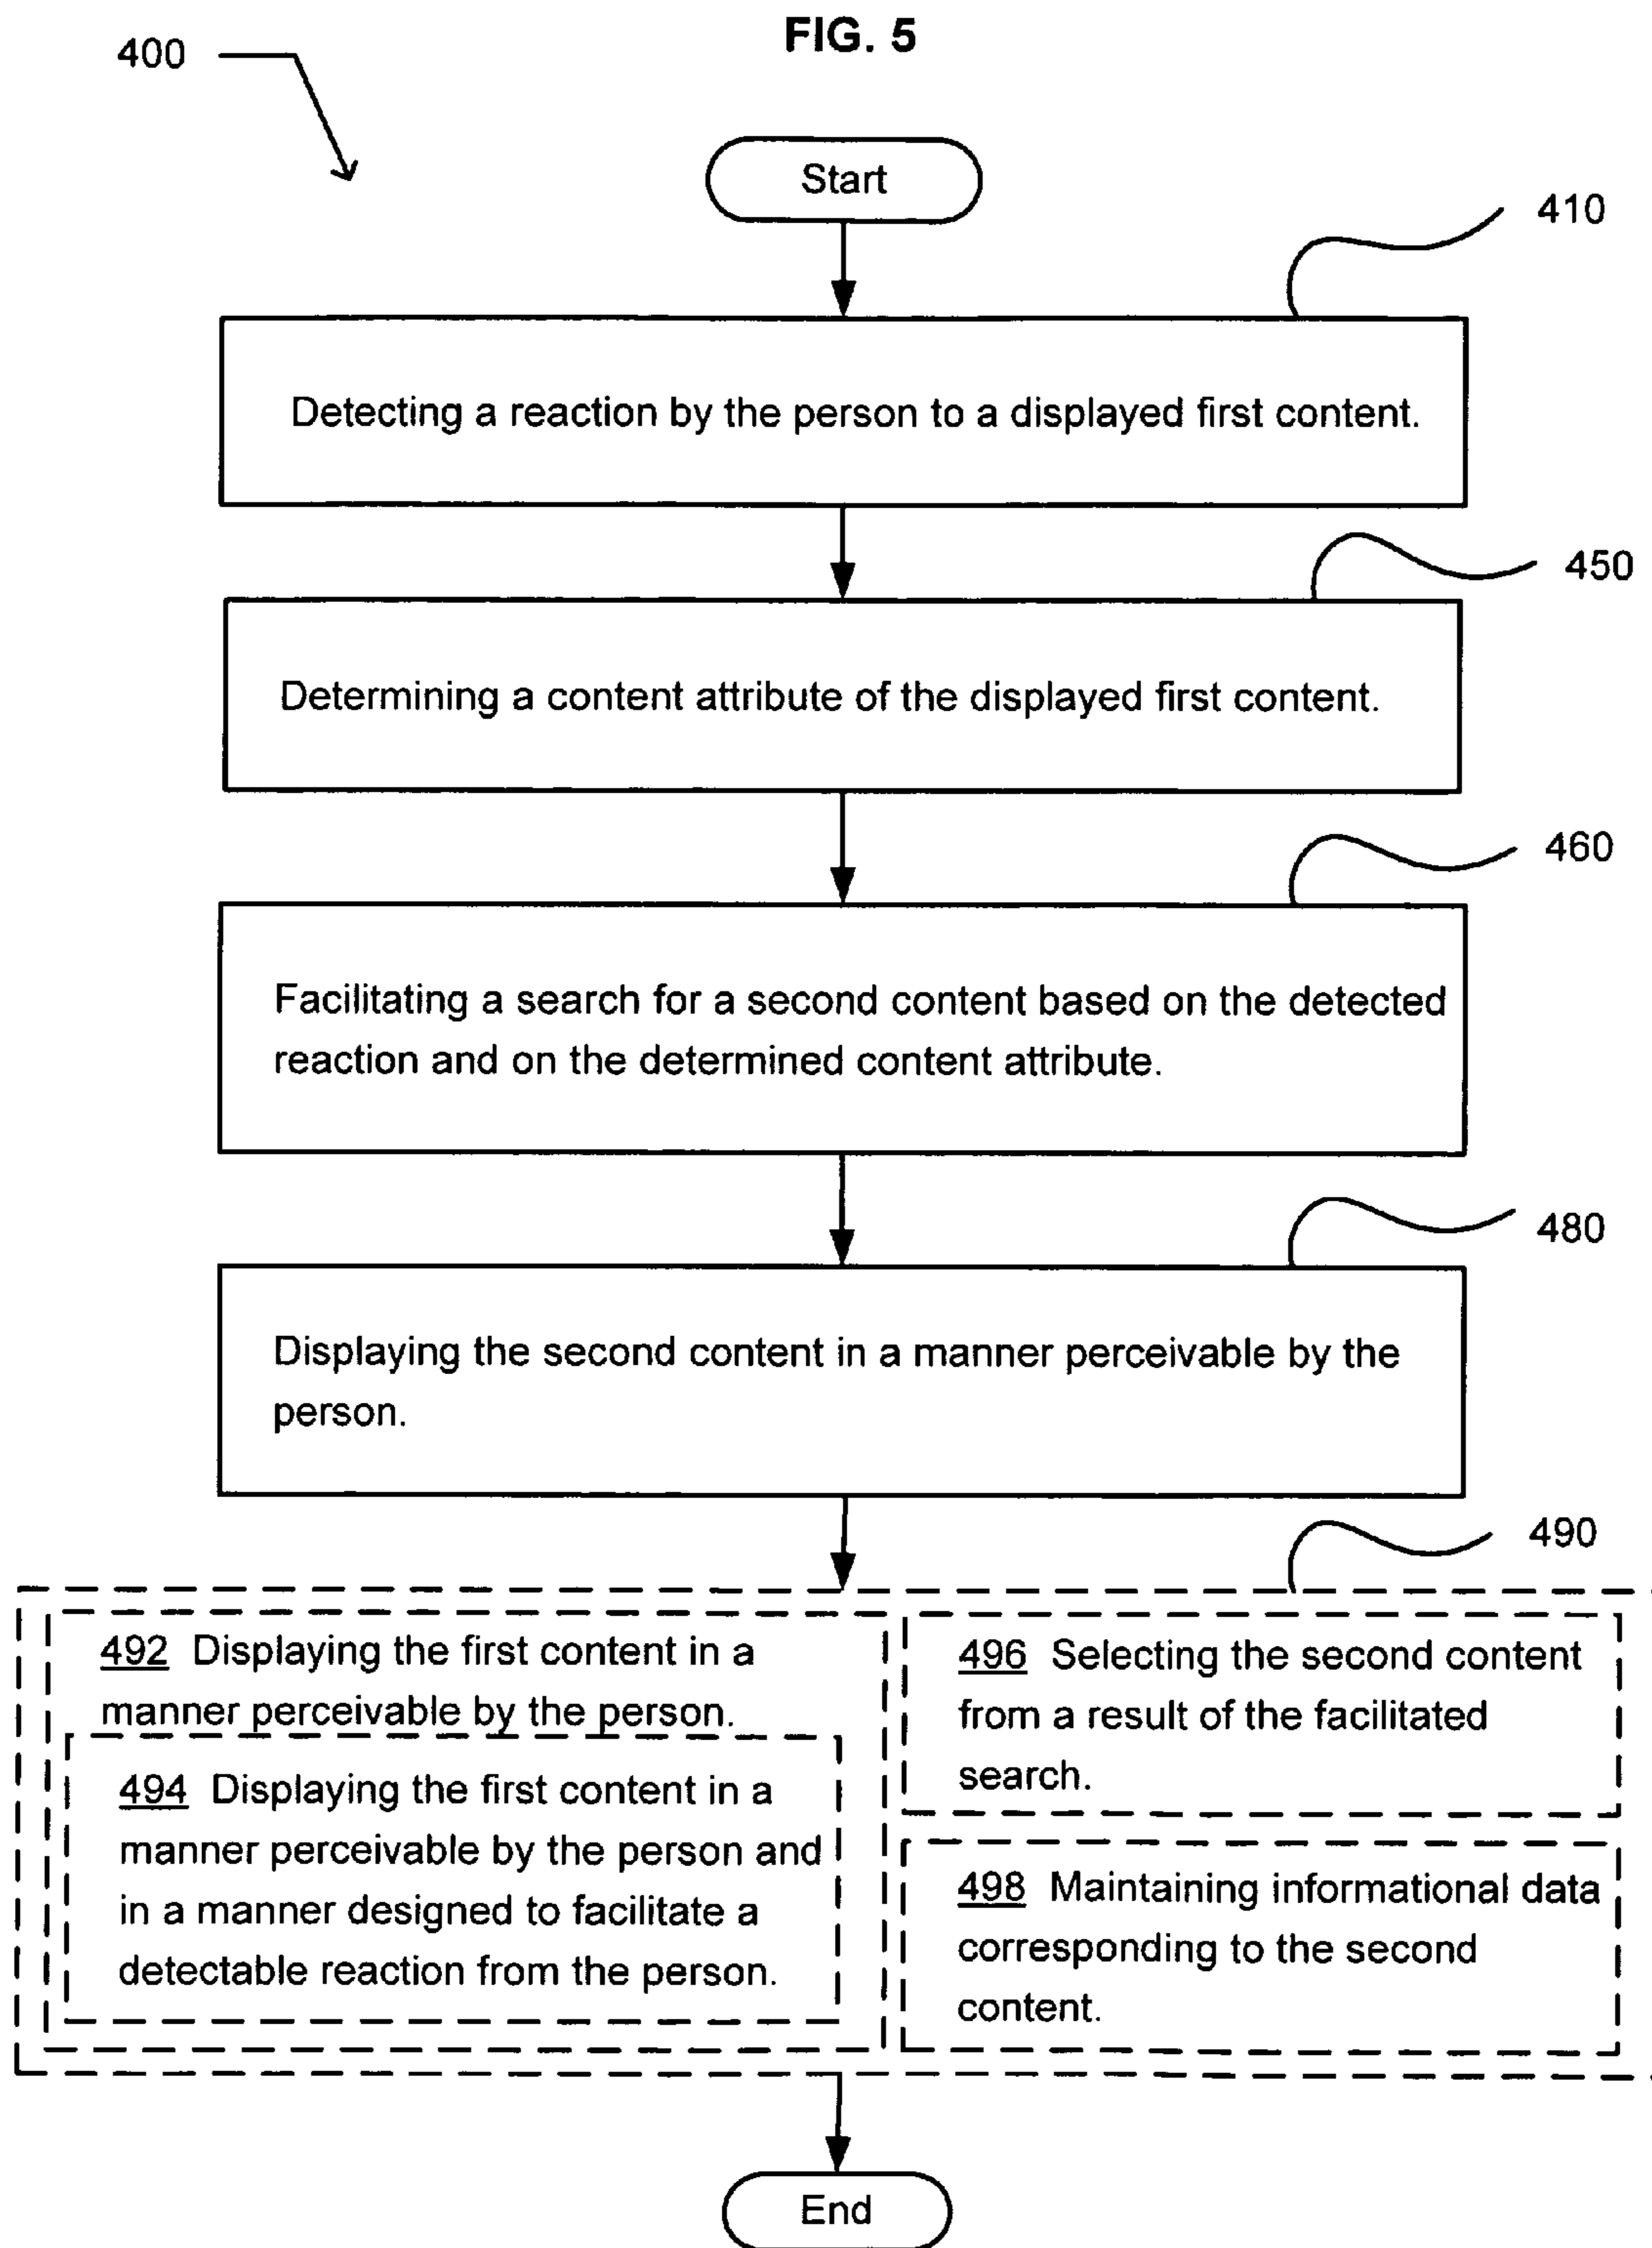 FIG. 5
400
Start
410
Detecting a reaction by the person to a displayed first content.
450
Determining a content attribute of the displayed first content.
460
Facilitating a search for a second content based on the detected
reaction and on the determined content attribute.
480
Displaying the second content in a manner perceivable by the
person.
490
492 Displaying the first content in a
manner perceivable by the person.
494 Displaying the first content in a
manner perceivable by the person and
in a manner designed to facilitate a
detectable reaction from the person.
496 Selecting the second content
from a result of the facilitated
search.
498 Maintaining informational data
corresponding to the second
content.
End